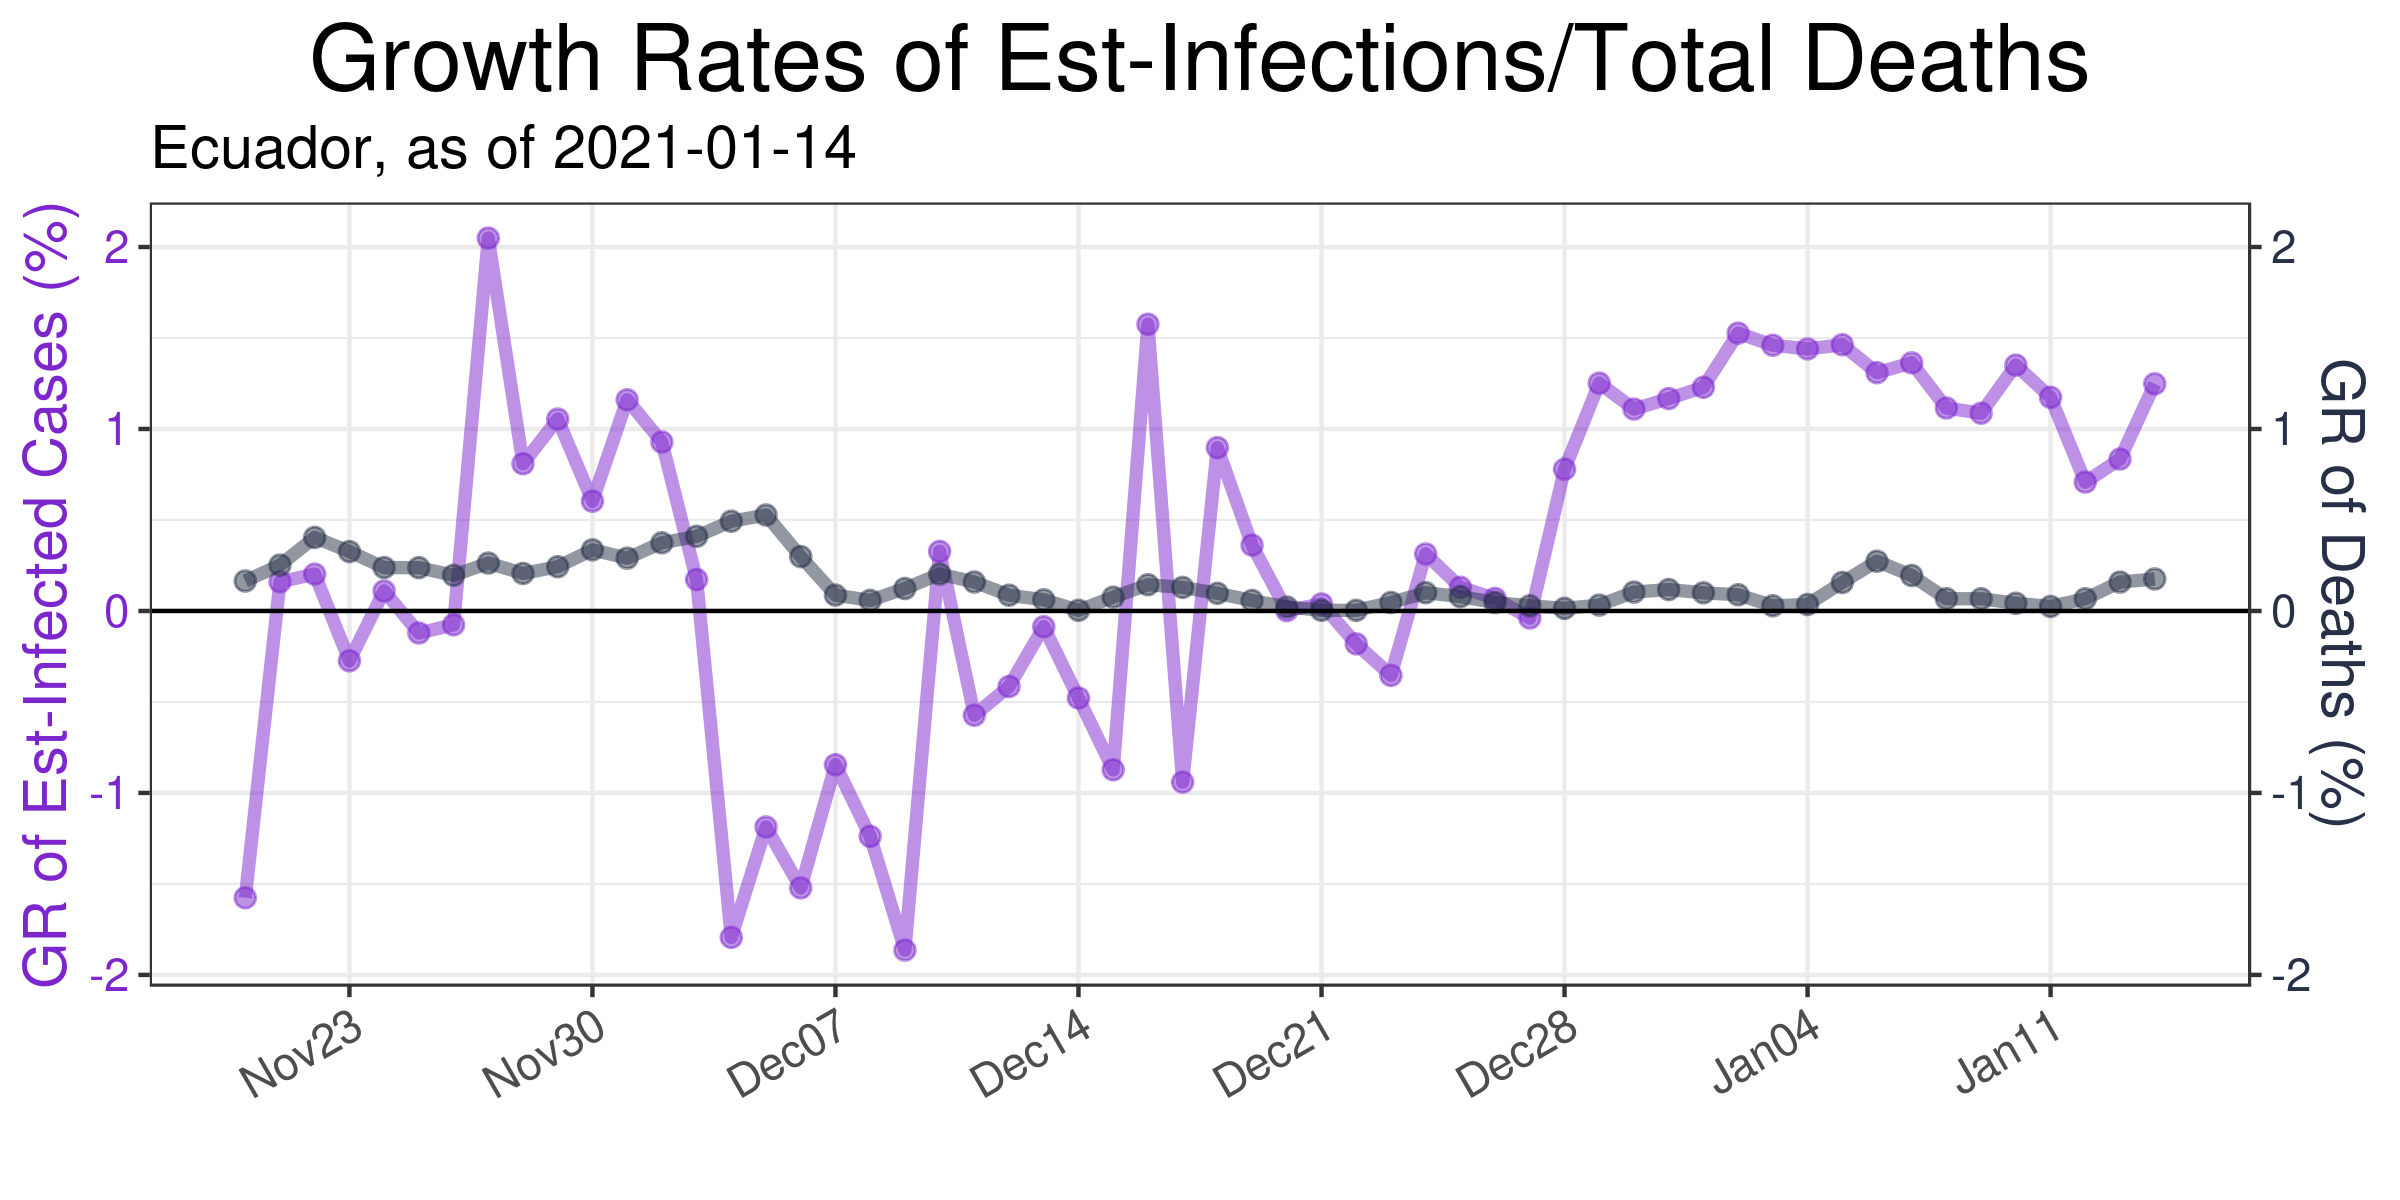 Growth Rates of Est-Infections/Total Deaths
Ecuador, as of 2021-01-14
GR of Est-Infected Cases (%)
2
1
0
-1
-2
2
1
0
-1
-2
GR of Deaths (%)
Nov23
Nov30
Dec07
Dec14
Dec21
Dec28
Jan04
Jan11